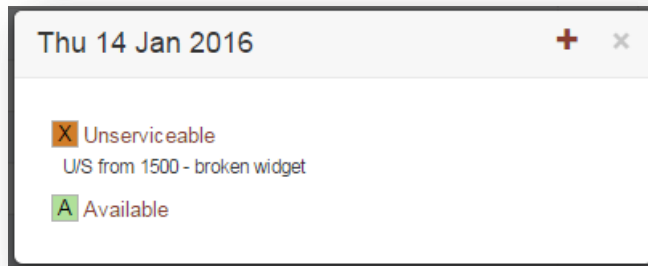 Thu 14 Jan 2016 + ×
X Unserviceable
U/S from 1500 - broken widget
A Available